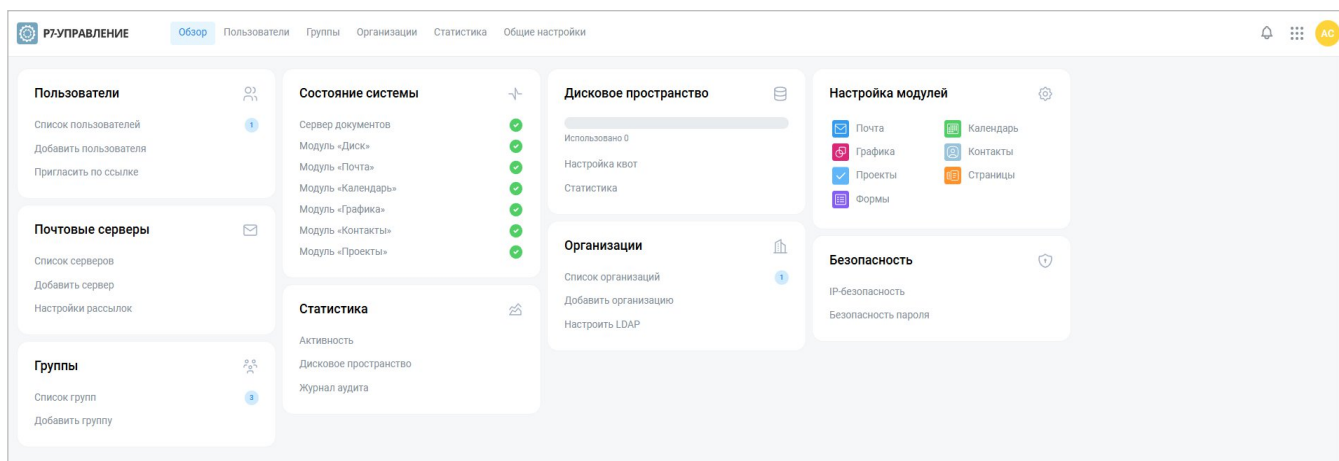 Р7-УПРАВЛЕНИЕ
Обзор
Пользователи
Группы
Организации
Статистика
Общие настройки
АС
Пользователи
Список пользователей
1
Добавить пользователя
Пригласить по ссылке
Почтовые серверы
Список серверов
Добавить сервер
Настройки рассылок
Группы
Список групп
3
Добавить группу
Состояние системы
Сервер документов
Модуль «Диск»
Модуль «Почта»
Модуль «Календарь»
Модуль «Графика»
Модуль «Контакты»
Модуль «Проекты»
Статистика
Активность
Дисковое пространство
Журнал аудита
Дисковое пространство
Использовано 0
Настройка квот
Статистика
Организации
Список организаций
1
Добавить организацию
Настроить LDAP
Настройка модулей
Почта
Календарь
Графика
Контакты
Проекты
Страницы
Формы
Безопасность
IP-безопасность
Безопасность пароля